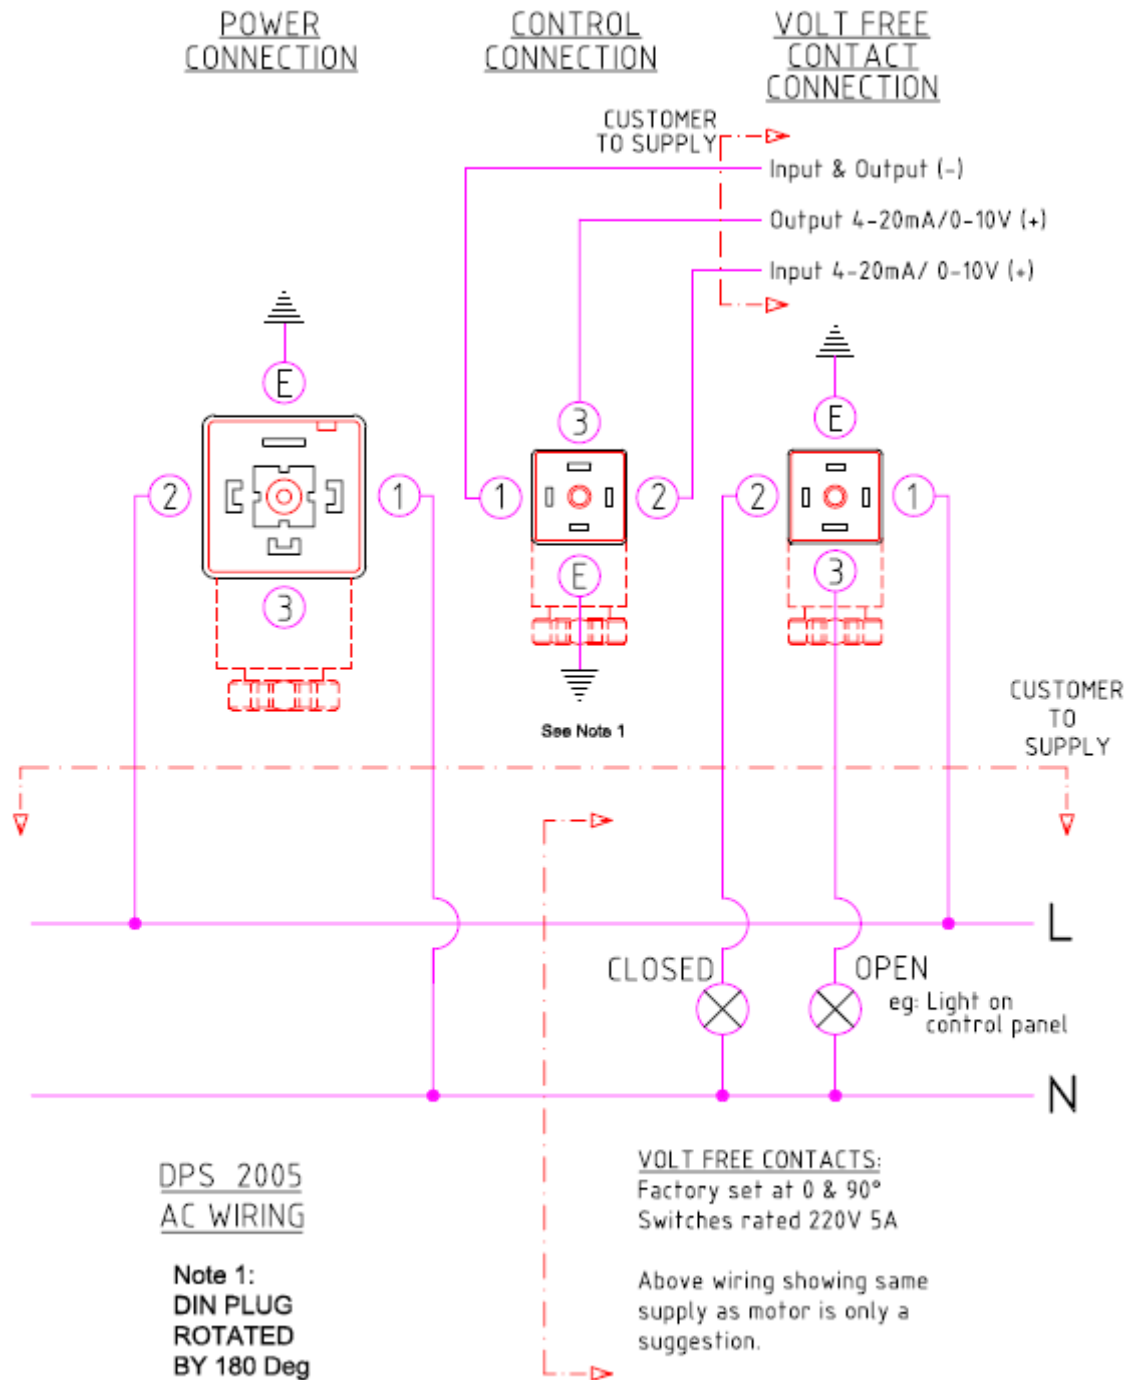 POWER
CONNECTION
CONTROL
CONNECTION
VOLT FREE
CONTACT
CONNECTION
CUSTOMER
TO SUPPLY
Input & Output (-)
Output 4-20mA/0-10V (+)
Input 4-20mA/ 0-10V (+)
E
2
1
3
3
1
2
E
See Note 1
E
2
1
3
CUSTOMER
TO
SUPPLY
L
CLOSED
OPEN
eg: Light on
control panel
N
DPS 2005
AC WIRING
Note 1:
DIN PLUG
ROTATED
BY 180 Deg
VOLT FREE CONTACTS:
Factory set at 0 & 90°
Switches rated 220V 5A
Above wiring showing same
supply as motor is only a
suggestion.